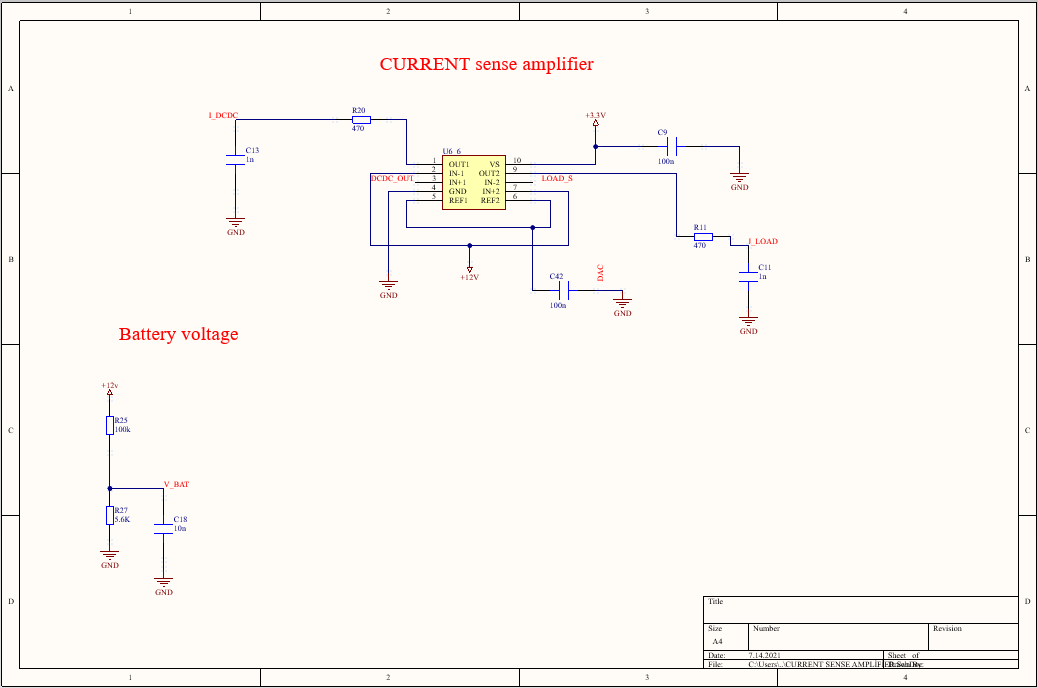 1 2 3 4
CURRENT sense amplifier
A A
I_DCDC
R20
470
+3.3V
C13
1n
C9
100n
U6_6
1 OUT1 VS 10
2 IN-1 OUT2 9
DCDC_OUT 3 IN+1 IN-2 LOAD_S
4 GND IN+2 7
5 REF1 REF2 6
GND
GND
R11
470
I_LOAD
B B
+12V
C42
100n
DAC
C11
1n
GND
GND
GND
Battery voltage
+12v
R25
100k
C C
V_BAT
R27
5.6K
C18
10n
GND
GND
D D
Title
Size Number Revision
A4
Date: 7.14.2021 Sheet of
File: C:\Users\..\CURRENT SENSE AMPLIFIER.SchDoc
1 2 3 4